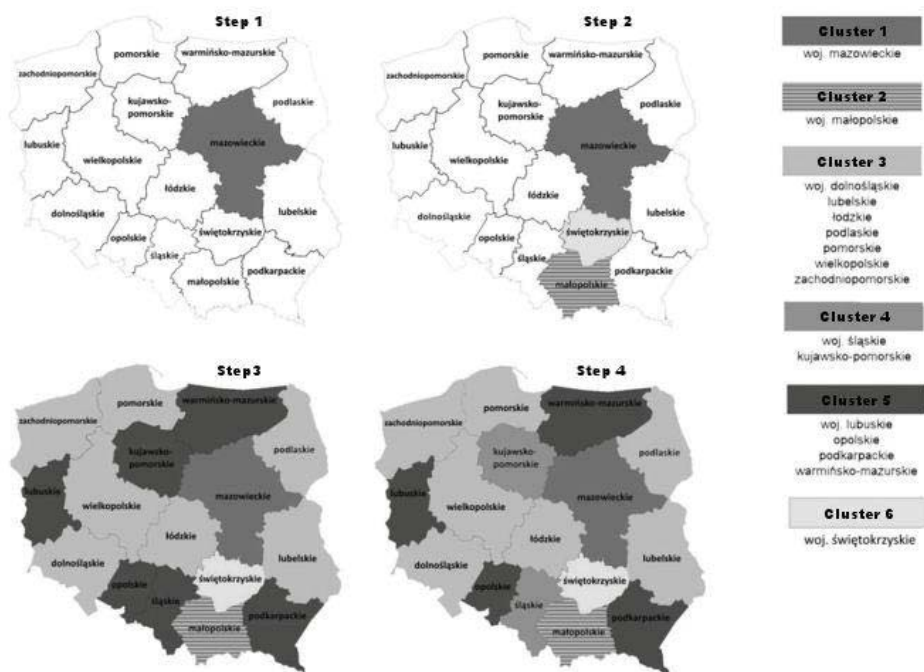 Step 1
pomorskie
warmińsko-mazurskie
zachodniopomorskie
kujawsko-
pomorskie
podlaskie
mazowieckie
lubuskie
wielkopolskie
łódzkie
lubelskie
dolnośląskie
opolskie
śląskie
świętokrzyskie
małopolskie
podkarpackie
Step 2
pomorskie
warmińsko-mazurskie
zachodniopomorskie
kujawsko-
pomorskie
podlaskie
mazowieckie
lubuskie
wielkopolskie
łódzkie
lubelskie
dolnośląskie
opolskie
śląskie
świętokrzyskie
małopolskie
podkarpackie
Step3
pomorskie
warmińsko-mazurskie
zachodniopomorskie
kujawsko-
pomorskie
podlaskie
mazowieckie
lubuskie
wielkopolskie
łódzkie
lubelskie
dolnośląskie
opolskie
śląskie
świętokrzyskie
małopolskie
podkarpackie
Step 4
pomorskie
warmińsko-mazurskie
zachodniopomorskie
kujawsko-
pomorskie
podlaskie
mazowieckie
lubuskie
wielkopolskie
łódzkie
lubelskie
dolnośląskie
opolskie
śląskie
świętokrzyskie
małopolskie
podkarpackie
Cluster 1
woj. mazowieckie
Cluster 2
woj. małopolskie
Cluster 3
woj. dolnośląskie
lubelskie
łódzkie
podlaskie
pomorskie
wielkopolskie
zachodniopomorskie
Cluster 4
woj. śląskie
kujawsko-pomorskie
Cluster 5
woj. lubuskie
opolskie
podkarpackie
warmińsko-mazurskie
Cluster 6
woj. świętokrzyskie